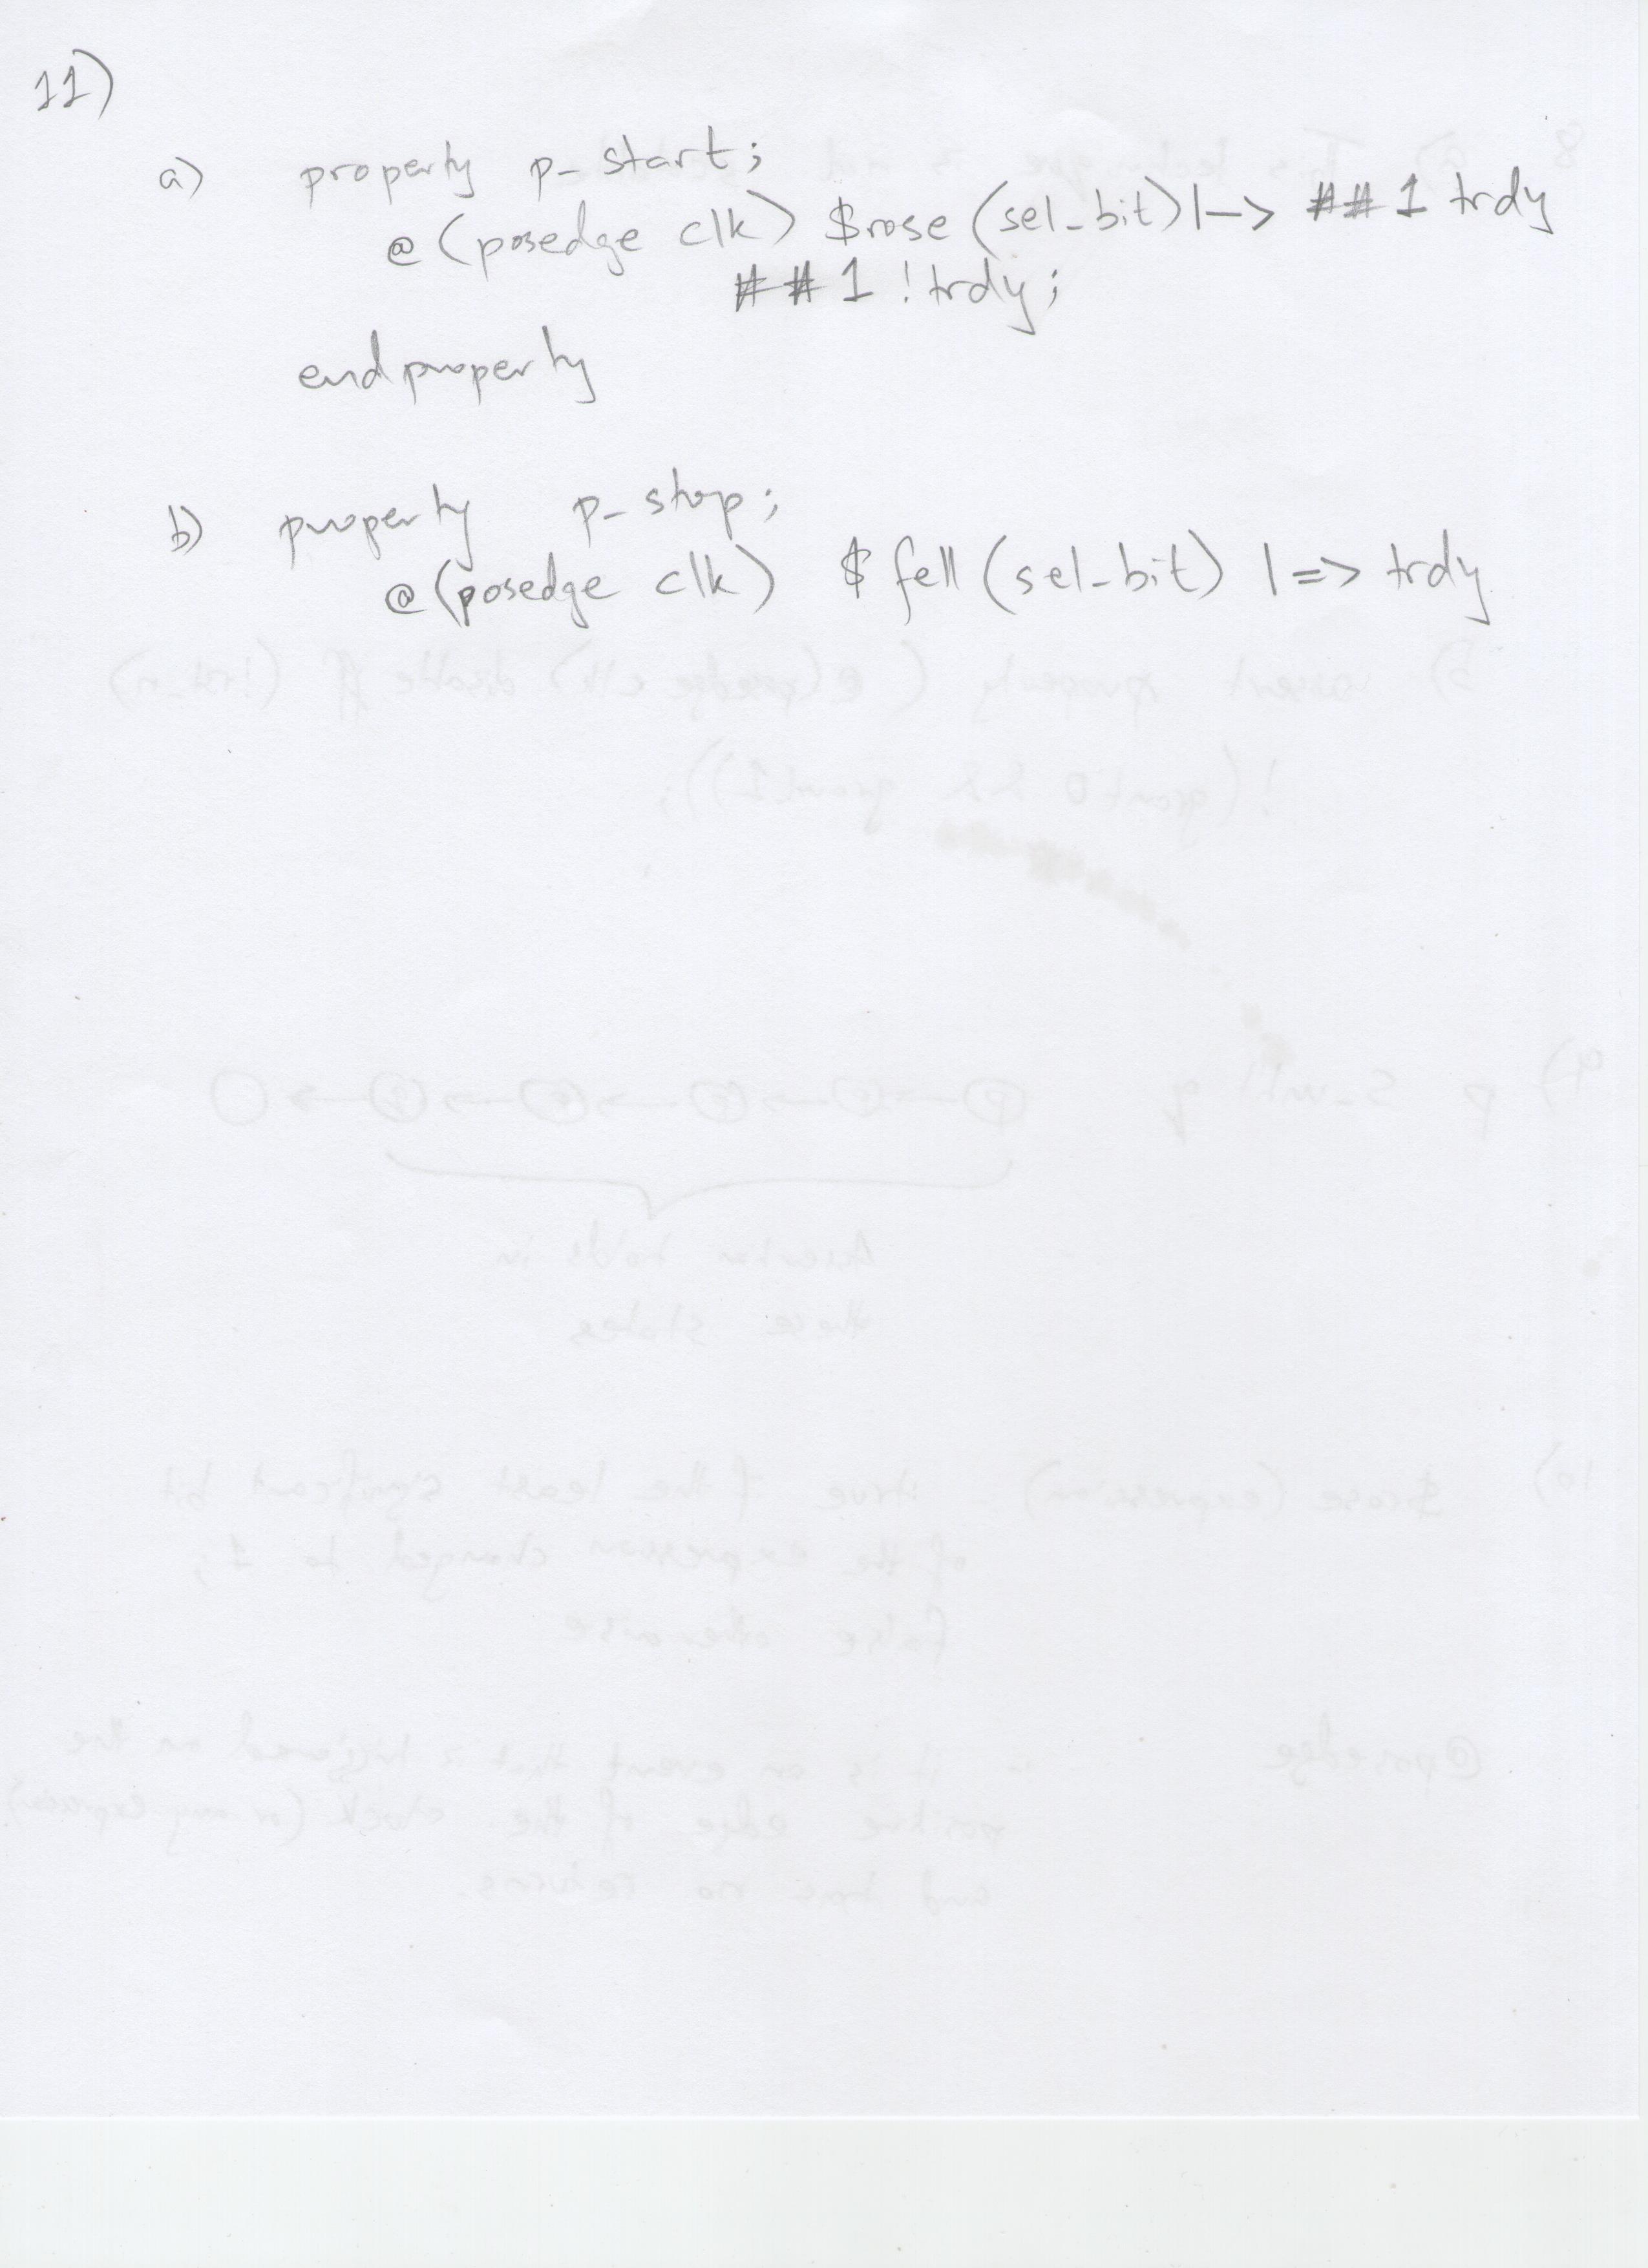 11)
a) property p_start;
@(posedge clk) $rose(sel_bit) |-> ##1 trdy
##1 !trdy;
endproperty
b) property p_stop;
@(posedge clk) $fell(sel_bit) |=> trdy